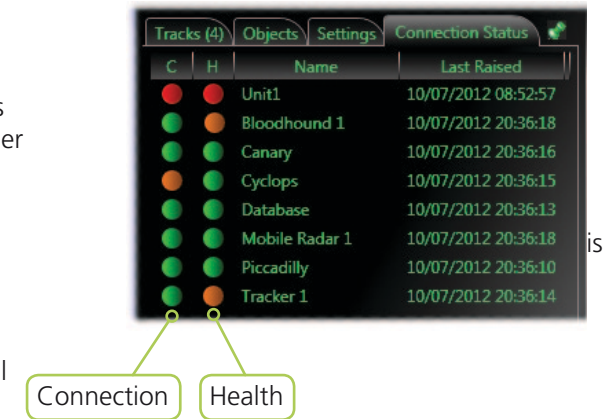 Tracks (4) Objects Settings Connection Status
C H Name Last Raised
Unit1 10/07/2012 08:52:57
s
Bloodhound 1 10/07/2012 20:36:18
er
Canary 10/07/2012 20:36:16
Cyclops 10/07/2012 20:36:15
Database 10/07/2012 20:36:13
Mobile Radar 1 10/07/2012 20:36:18 is
Piccadilly 10/07/2012 20:36:10
Tracker 1 10/07/2012 20:36:14
l
Connection Health